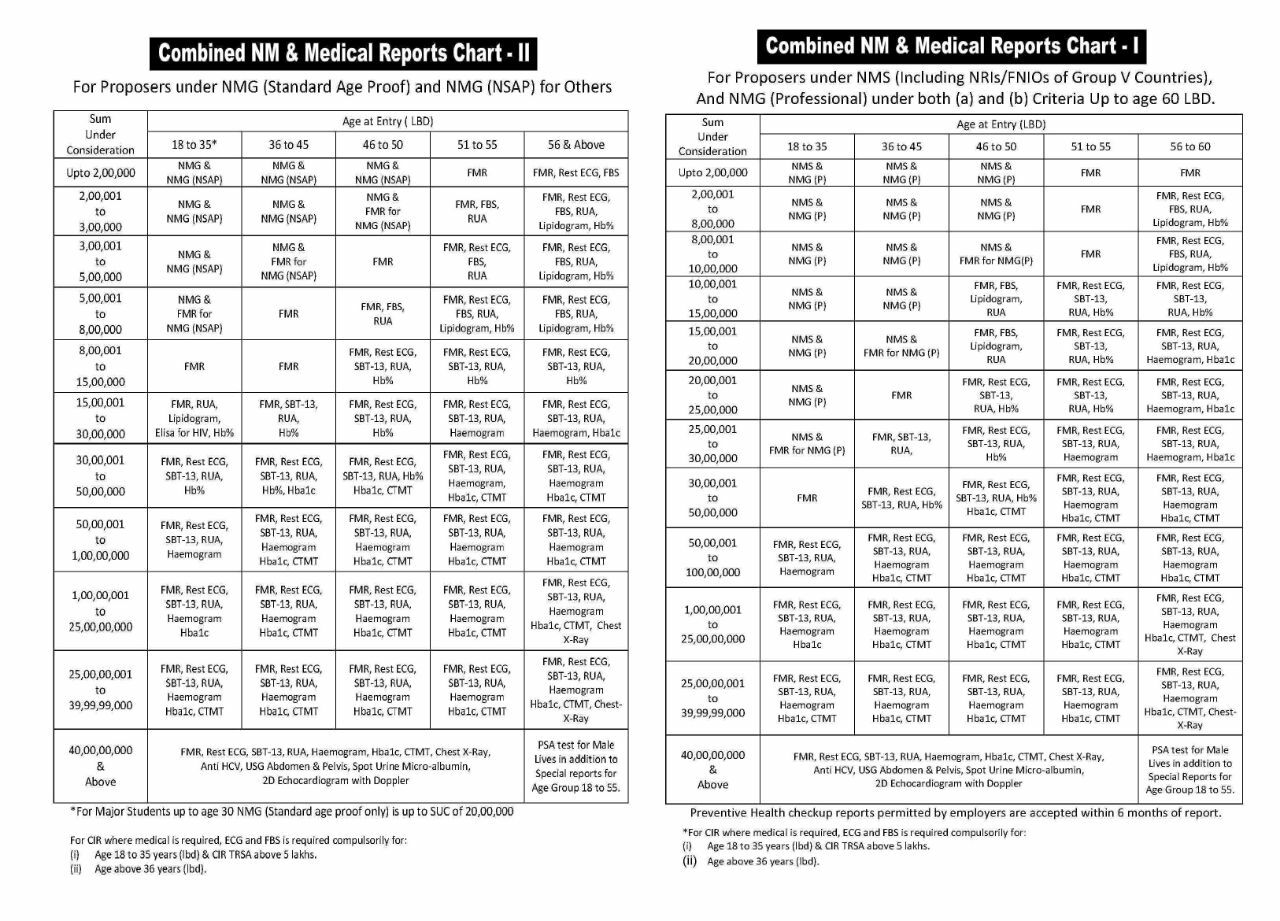 Combined NM & Medical Reports Chart - II
For Proposers under NMG (Standard Age Proof) and NMG (NSAP) for Others
Sum
Under
Consideration
Age at Entry ( LBD)
18 to 35*
36 to 45
46 to 50
51 to 55
56 & Above
Upto 2,00,000
NMG &
NMG (NSAP)
NMG &
NMG (NSAP)
NMG &
NMG (NSAP)
FMR
FMR, Rest ECG, FBS
2,00,001
to
3,00,000
NMG &
NMG (NSAP)
NMG &
NMG (NSAP)
NMG &
FMR for
NMG (NSAP)
FMR, FBS,
RUA
FMR, Rest ECG,
FBS, RUA,
Lipidogram, Hb%
3,00,001
to
5,00,000
NMG &
NMG (NSAP)
NMG &
FMR for
NMG (NSAP)
FMR
FMR, Rest ECG,
FBS,
RUA
FMR, Rest ECG,
FBS, RUA,
Lipidogram, Hb%
5,00,001
to
8,00,000
NMG &
FMR for
NMG (NSAP)
FMR
FMR, FBS,
RUA
FMR, Rest ECG,
FBS, RUA,
Lipidogram, Hb%
FMR, Rest ECG,
FBS, RUA,
Lipidogram, Hb%
8,00,001
to
15,00,000
FMR
FMR
FMR, Rest ECG,
SBT-13, RUA,
Hb%
FMR, Rest ECG,
SBT-13, RUA,
Hb%
FMR, Rest ECG,
SBT-13, RUA,
Hb%
15,00,001
to
30,00,000
FMR, RUA,
Lipidogram,
Elisa for HIV, Hb%
FMR, SBT-13,
RUA,
Hb%
FMR, Rest ECG,
SBT-13, RUA,
Hb%
FMR, Rest ECG,
SBT-13, RUA,
Haemogram
FMR, Rest ECG,
SBT-13, RUA,
Haemogram, Hba1c
30,00,001
to
50,00,000
FMR, Rest ECG,
SBT-13, RUA,
Hb%
FMR, Rest ECG,
SBT-13, RUA,
Hb%, Hba1c
FMR, Rest ECG,
SBT-13, RUA, Hb%
Hba1c, CTMT
FMR, Rest ECG,
SBT-13, RUA,
Haemogram,
Hba1c, CTMT
FMR, Rest ECG,
SBT-13, RUA,
Haemogram
Hba1c, CTMT
50,00,001
to
1,00,00,000
FMR, Rest ECG,
SBT-13, RUA,
Haemogram
FMR, Rest ECG,
SBT-13, RUA,
Haemogram
Hba1c, CTMT
FMR, Rest ECG,
SBT-13, RUA,
Haemogram
Hba1c, CTMT
FMR, Rest ECG,
SBT-13, RUA,
Haemogram
Hba1c, CTMT
FMR, Rest ECG,
SBT-13, RUA,
Haemogram
Hba1c, CTMT
1,00,00,001
to
25,00,00,000
FMR, Rest ECG,
SBT-13, RUA,
Haemogram
Hba1c
FMR, Rest ECG,
SBT-13, RUA,
Haemogram
Hba1c, CTMT
FMR, Rest ECG,
SBT-13, RUA,
Haemogram
Hba1c, CTMT
FMR, Rest ECG,
SBT-13, RUA,
Haemogram
Hba1c, CTMT
FMR, Rest ECG,
SBT-13, RUA,
Haemogram
Hba1c, CTMT, Chest
X-Ray
25,00,00,001
to
39,99,99,000
FMR, Rest ECG,
SBT-13, RUA,
Haemogram
Hba1c, CTMT
FMR, Rest ECG,
SBT-13, RUA,
Haemogram
Hba1c, CTMT
FMR, Rest ECG,
SBT-13, RUA,
Haemogram
Hba1c, CTMT
FMR, Rest ECG,
SBT-13, RUA,
Haemogram
Hba1c, CTMT
FMR, Rest ECG,
SBT-13, RUA,
Haemogram
Hba1c, CTMT, Chest-
X-Ray
40,00,00,000
&
Above
FMR, Rest ECG, SBT-13, RUA, Haemogram, Hba1c, CTMT, Chest X-Ray,
Anti HCV, USG Abdomen & Pelvis, Spot Urine Micro-albumin,
2D Echocardiogram with Doppler
PSA test for Male
Lives in addition to
Special reports for
Age Group 18 to 55.
*For Major Students up to age 30 NMG (Standard age proof only) is up to SUC of 20,00,000
For CIR where medical is required, ECG and FBS is required compulsorily for:
(i) Age 18 to 35 years (lbd) & CIR TRSA above 5 lakhs.
(ii) Age above 36 years (lbd).
Combined NM & Medical Reports Chart - I
For Proposers under NMS (Including NRIs/FNIOs of Group V Countries),
And NMG (Professional) under both (a) and (b) Criteria Up to age 60 LBD.
Sum
Under
Consideration
Age at Entry (LBD)
18 to 35
36 to 45
46 to 50
51 to 55
56 to 60
Upto 2,00,000
NMS &
NMG (P)
NMS &
NMG (P)
NMS &
NMG (P)
FMR
FMR
2,00,001
to
8,00,000
NMS &
NMG (P)
NMS &
NMG (P)
NMS &
NMG (P)
FMR
FMR, Rest ECG,
FBS, RUA,
Lipidogram, Hb%
8,00,001
to
10,00,000
NMS &
NMG (P)
NMS &
NMG (P)
NMS &
FMR for NMG(P)
FMR
FMR, Rest ECG,
FBS, RUA,
Lipidogram, Hb%
10,00,001
to
15,00,000
NMS &
NMG (P)
NMS &
NMG (P)
FMR, FBS,
Lipidogram,
RUA
FMR, Rest ECG,
SBT-13,
RUA, Hb%
FMR, Rest ECG,
SBT-13,
RUA, Hb%
15,00,001
to
20,00,000
NMS &
NMG (P)
NMS &
FMR for NMG (P)
FMR, FBS,
Lipidogram,
RUA
FMR, Rest ECG,
SBT-13,
RUA, Hb%
FMR, Rest ECG,
SBT-13, RUA,
Haemogram, Hba1c
20,00,001
to
25,00,000
NMS &
NMG (P)
FMR
FMR, Rest ECG,
SBT-13,
RUA, Hb%
FMR, Rest ECG,
SBT-13,
RUA, Hb%
FMR, Rest ECG,
SBT-13, RUA,
Haemogram, Hba1c
25,00,001
to
30,00,000
NMS &
FMR for NMG (P)
FMR, SBT-13,
RUA,
FMR, Rest ECG,
SBT-13, RUA,
Hb%
FMR, Rest ECG,
SBT-13, RUA,
Haemogram
FMR, Rest ECG,
SBT-13, RUA,
Haemogram, Hba1c
30,00,001
to
50,00,000
FMR
FMR, Rest ECG,
SBT-13, RUA, Hb%
FMR, Rest ECG,
SBT-13, RUA, Hb%
Hba1c, CTMT
FMR, Rest ECG,
SBT-13, RUA,
Haemogram
Hba1c, CTMT
FMR, Rest ECG,
SBT-13, RUA,
Haemogram
Hba1c, CTMT
50,00,001
to
100,00,000
FMR, Rest ECG,
SBT-13, RUA,
Haemogram
FMR, Rest ECG,
SBT-13, RUA,
Haemogram
Hba1c, CTMT
FMR, Rest ECG,
SBT-13, RUA,
Haemogram
Hba1c, CTMT
FMR, Rest ECG,
SBT-13, RUA,
Haemogram
Hba1c, CTMT
FMR, Rest ECG,
SBT-13, RUA,
Haemogram
Hba1c, CTMT
1,00,00,001
to
25,00,00,000
FMR, Rest ECG,
SBT-13, RUA,
Haemogram
Hba1c
FMR, Rest ECG,
SBT-13, RUA,
Haemogram
Hba1c, CTMT
FMR, Rest ECG,
SBT-13, RUA,
Haemogram
Hba1c, CTMT
FMR, Rest ECG,
SBT-13, RUA,
Haemogram
Hba1c, CTMT
FMR, Rest ECG,
SBT-13, RUA,
Haemogram
Hba1c, CTMT, Chest
X-Ray
25,00,00,001
to
39,99,99,000
FMR, Rest ECG,
SBT-13, RUA,
Haemogram
Hba1c, CTMT
FMR, Rest ECG,
SBT-13, RUA,
Haemogram
Hba1c, CTMT
FMR, Rest ECG,
SBT-13, RUA,
Haemogram
Hba1c, CTMT
FMR, Rest ECG,
SBT-13, RUA,
Haemogram
Hba1c, CTMT
FMR, Rest ECG,
SBT-13, RUA,
Haemogram
Hba1c, CTMT, Chest-
X-Ray
40,00,00,000
&
Above
FMR, Rest ECG, SBT-13, RUA, Haemogram, Hba1c, CTMT, Chest X-Ray,
Anti HCV, USG Abdomen & Pelvis, Spot Urine Micro-albumin,
2D Echocardiogram with Doppler
PSA test for Male
Lives in addition to
Special Reports for
Age Group 18 to 55.
Preventive Health checkup reports permitted by employers are accepted within 6 months of report.
*For CIR where medical is required, ECG and FBS is required compulsorily for:
(i) Age 18 to 35 years (lbd) & CIR TRSA above 5 lakhs.
(ii) Age above 36 years (lbd).